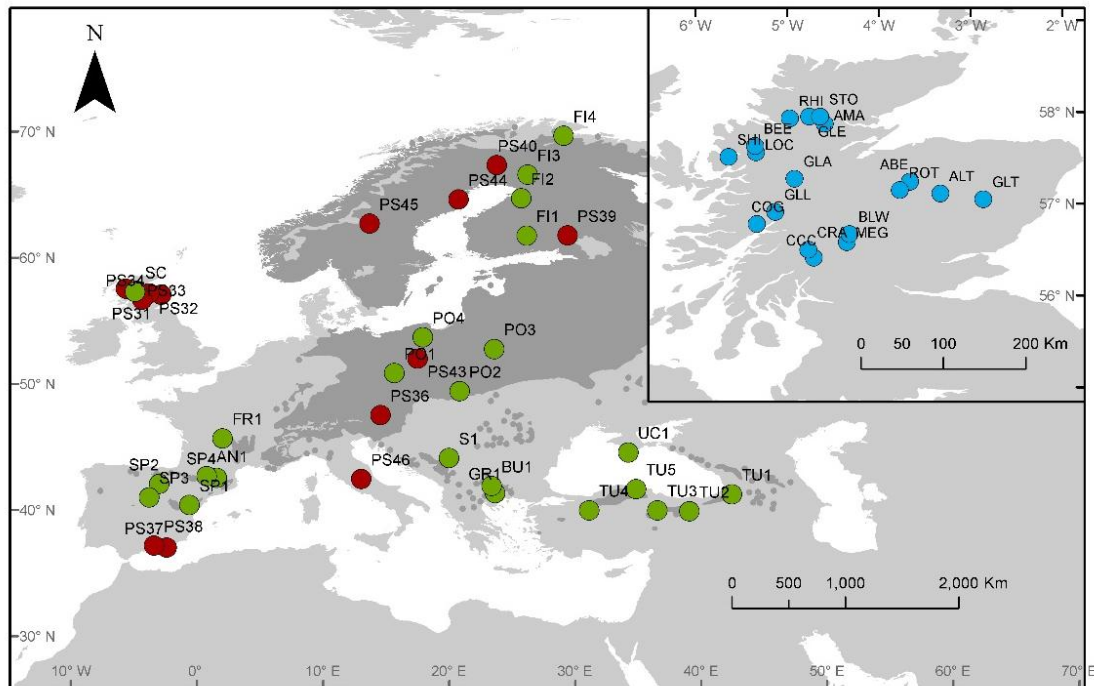 N
6° W 5° W 4° W 3° W 2° W
RHI STO
AMA
58° N
BEE
GLE
SHI LOC
GLA
ABE
ROT ALT GLT
57° N
GLL
COG
BLW
CRA MEG
CCC
56° N
0 50 100 200 Km
FI4
70° N
PS40
FI3
PS44
FI2
PS45
FI1 PS39
60° N
SC
PS34
PS33
PS32
PS31
PO4
PO3
PO1
PS43 PO2
50° N
PS36
FR1
S1
UC1
SP2 SP4 AN1
PS46
BU1
TU5
TU1
SP3 SP1
GR1
TU4 TU3 TU2
40° N
PS37 PS38
0 500 1,000 2,000 Km
30° N
10° W 0° 10° E 20° E 30° E 40° E 50° E 60° E 70° E